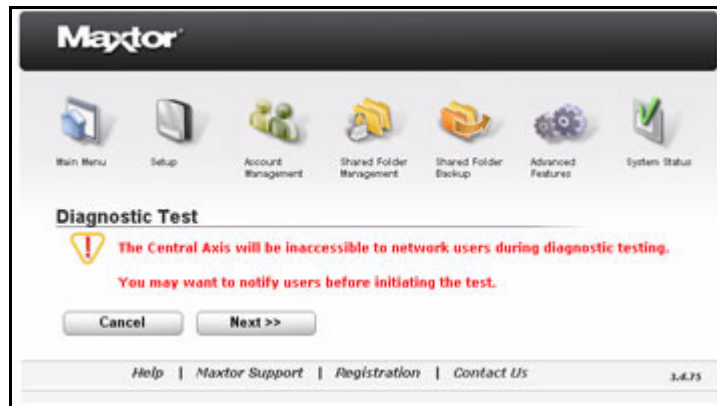 Maxtor
Main Menu
Setup
Account
Management
Shared Folder
Management
Shared Folder
Backup
Advanced
Features
System Status
Diagnostic Test
The Central Axis will be inaccessible to network users during diagnostic testing.
You may want to notify users before initiating the test.
Cancel
Next >>
Help | Maxtor Support | Registration | Contact Us
3.4.75